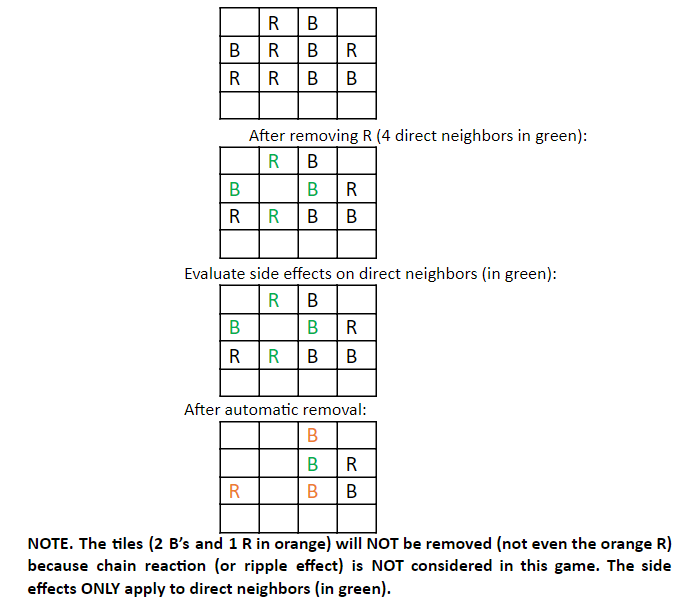 R B
B R B R
R R B B
After removing R (4 direct neighbors in green):
R B
B B R
R R B B
Evaluate side effects on direct neighbors (in green):
R B
B B R
R R B B
After automatic removal:
B
B R
R B B
NOTE. The tiles (2 B's and 1 R in orange) will NOT be removed (not even the orange R)
because chain reaction (or ripple effect) is NOT considered in this game. The side
effects ONLY apply to direct neighbors (in green).